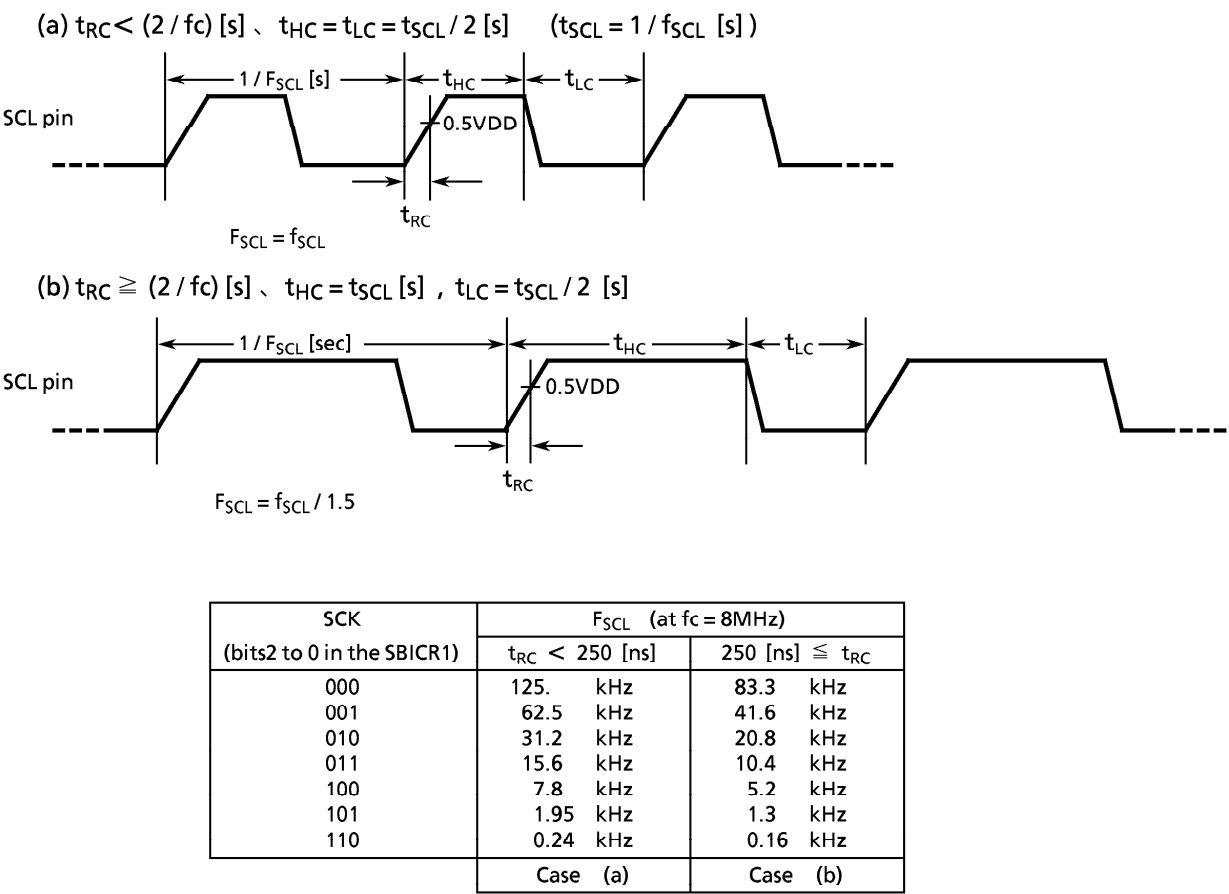 (a) tRC < (2 / fc) [s] 、 tHC = tLC = tSCL / 2 [s] (tSCL = 1 / fSCL [s] )
1 / FSCL [s] tHC tLC
SCL pin
0.5VDD
tRC
FSCL = fSCL
(b) tRC ≧ (2 / fc) [s] 、 tHC = tSCL [s] , tLC = tSCL / 2 [s]
1 / FSCL [sec] tHC tLC
SCL pin
0.5VDD
tRC
FSCL = fSCL / 1.5
SCK FSCL (at fc = 8MHz)
(bits2 to 0 in the SBICR1) tRC < 250 [ns] 250 [ns] ≦ tRC
000 125. kHz 83.3 kHz
001 62.5 kHz 41.6 kHz
010 31.2 kHz 20.8 kHz
011 15.6 kHz 10.4 kHz
100 7.8 kHz 5.2 kHz
101 1.95 kHz 1.3 kHz
110 0.24 kHz 0.16 kHz
Case (a) Case (b)